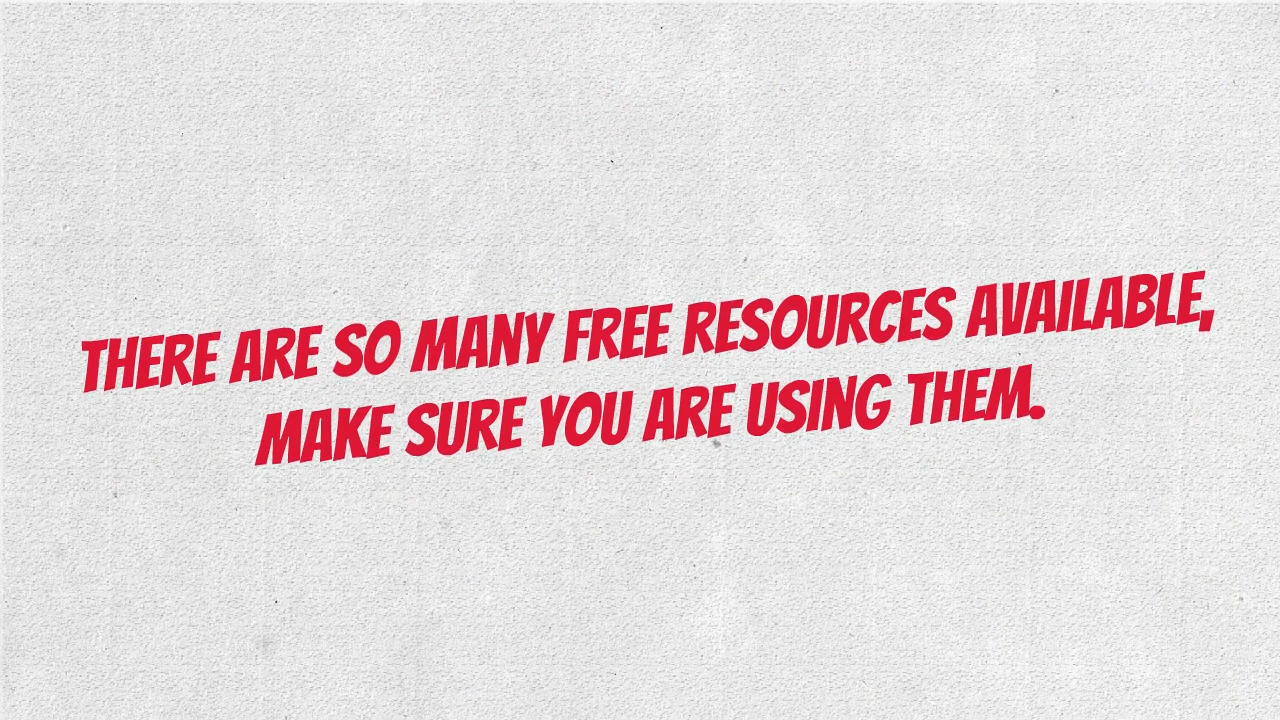 THERE ARE SO MANY FREE RESOURCES AVAILABLE,
MAKE SURE YOU ARE USING THEM.